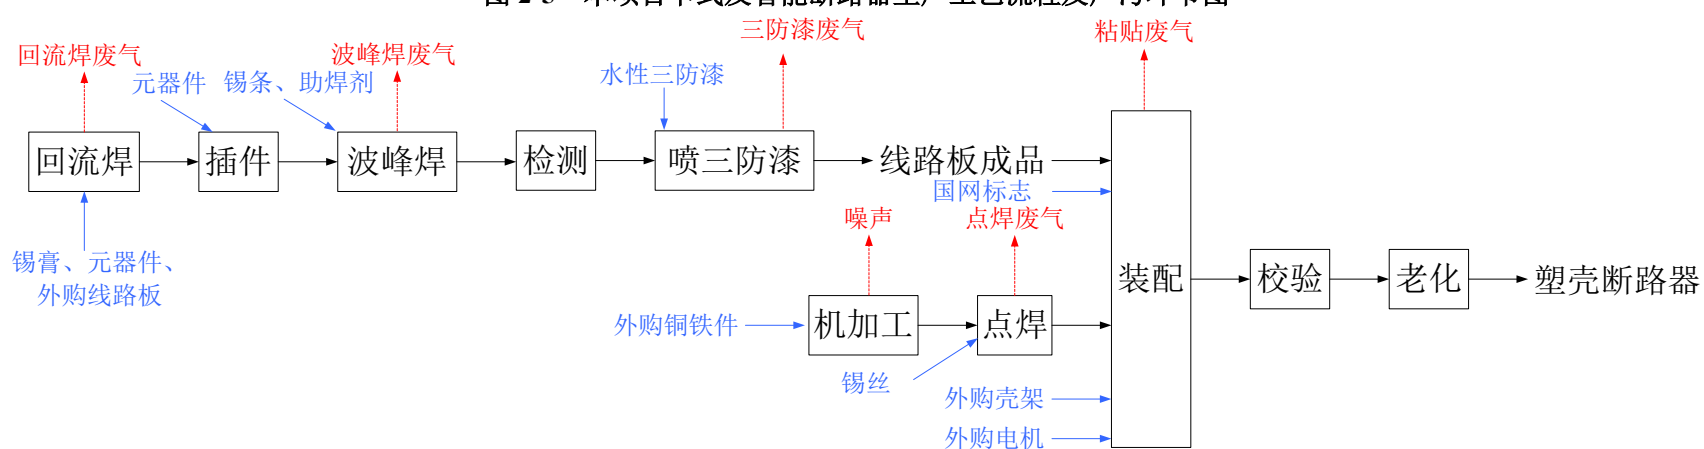 三防漆废气
粘贴废气
回流焊废气
波峰焊废气
元器件
锡条、助焊剂
水性三防漆
回流焊
插件
波峰焊
检测
喷三防漆
线路板成品
国网标志
噪声
点焊废气
锡膏、元器件、
外购线路板
装配
校验
老化
塑壳断路器
外购铜铁件
机加工
点焊
锡丝
外购壳架
外购电机